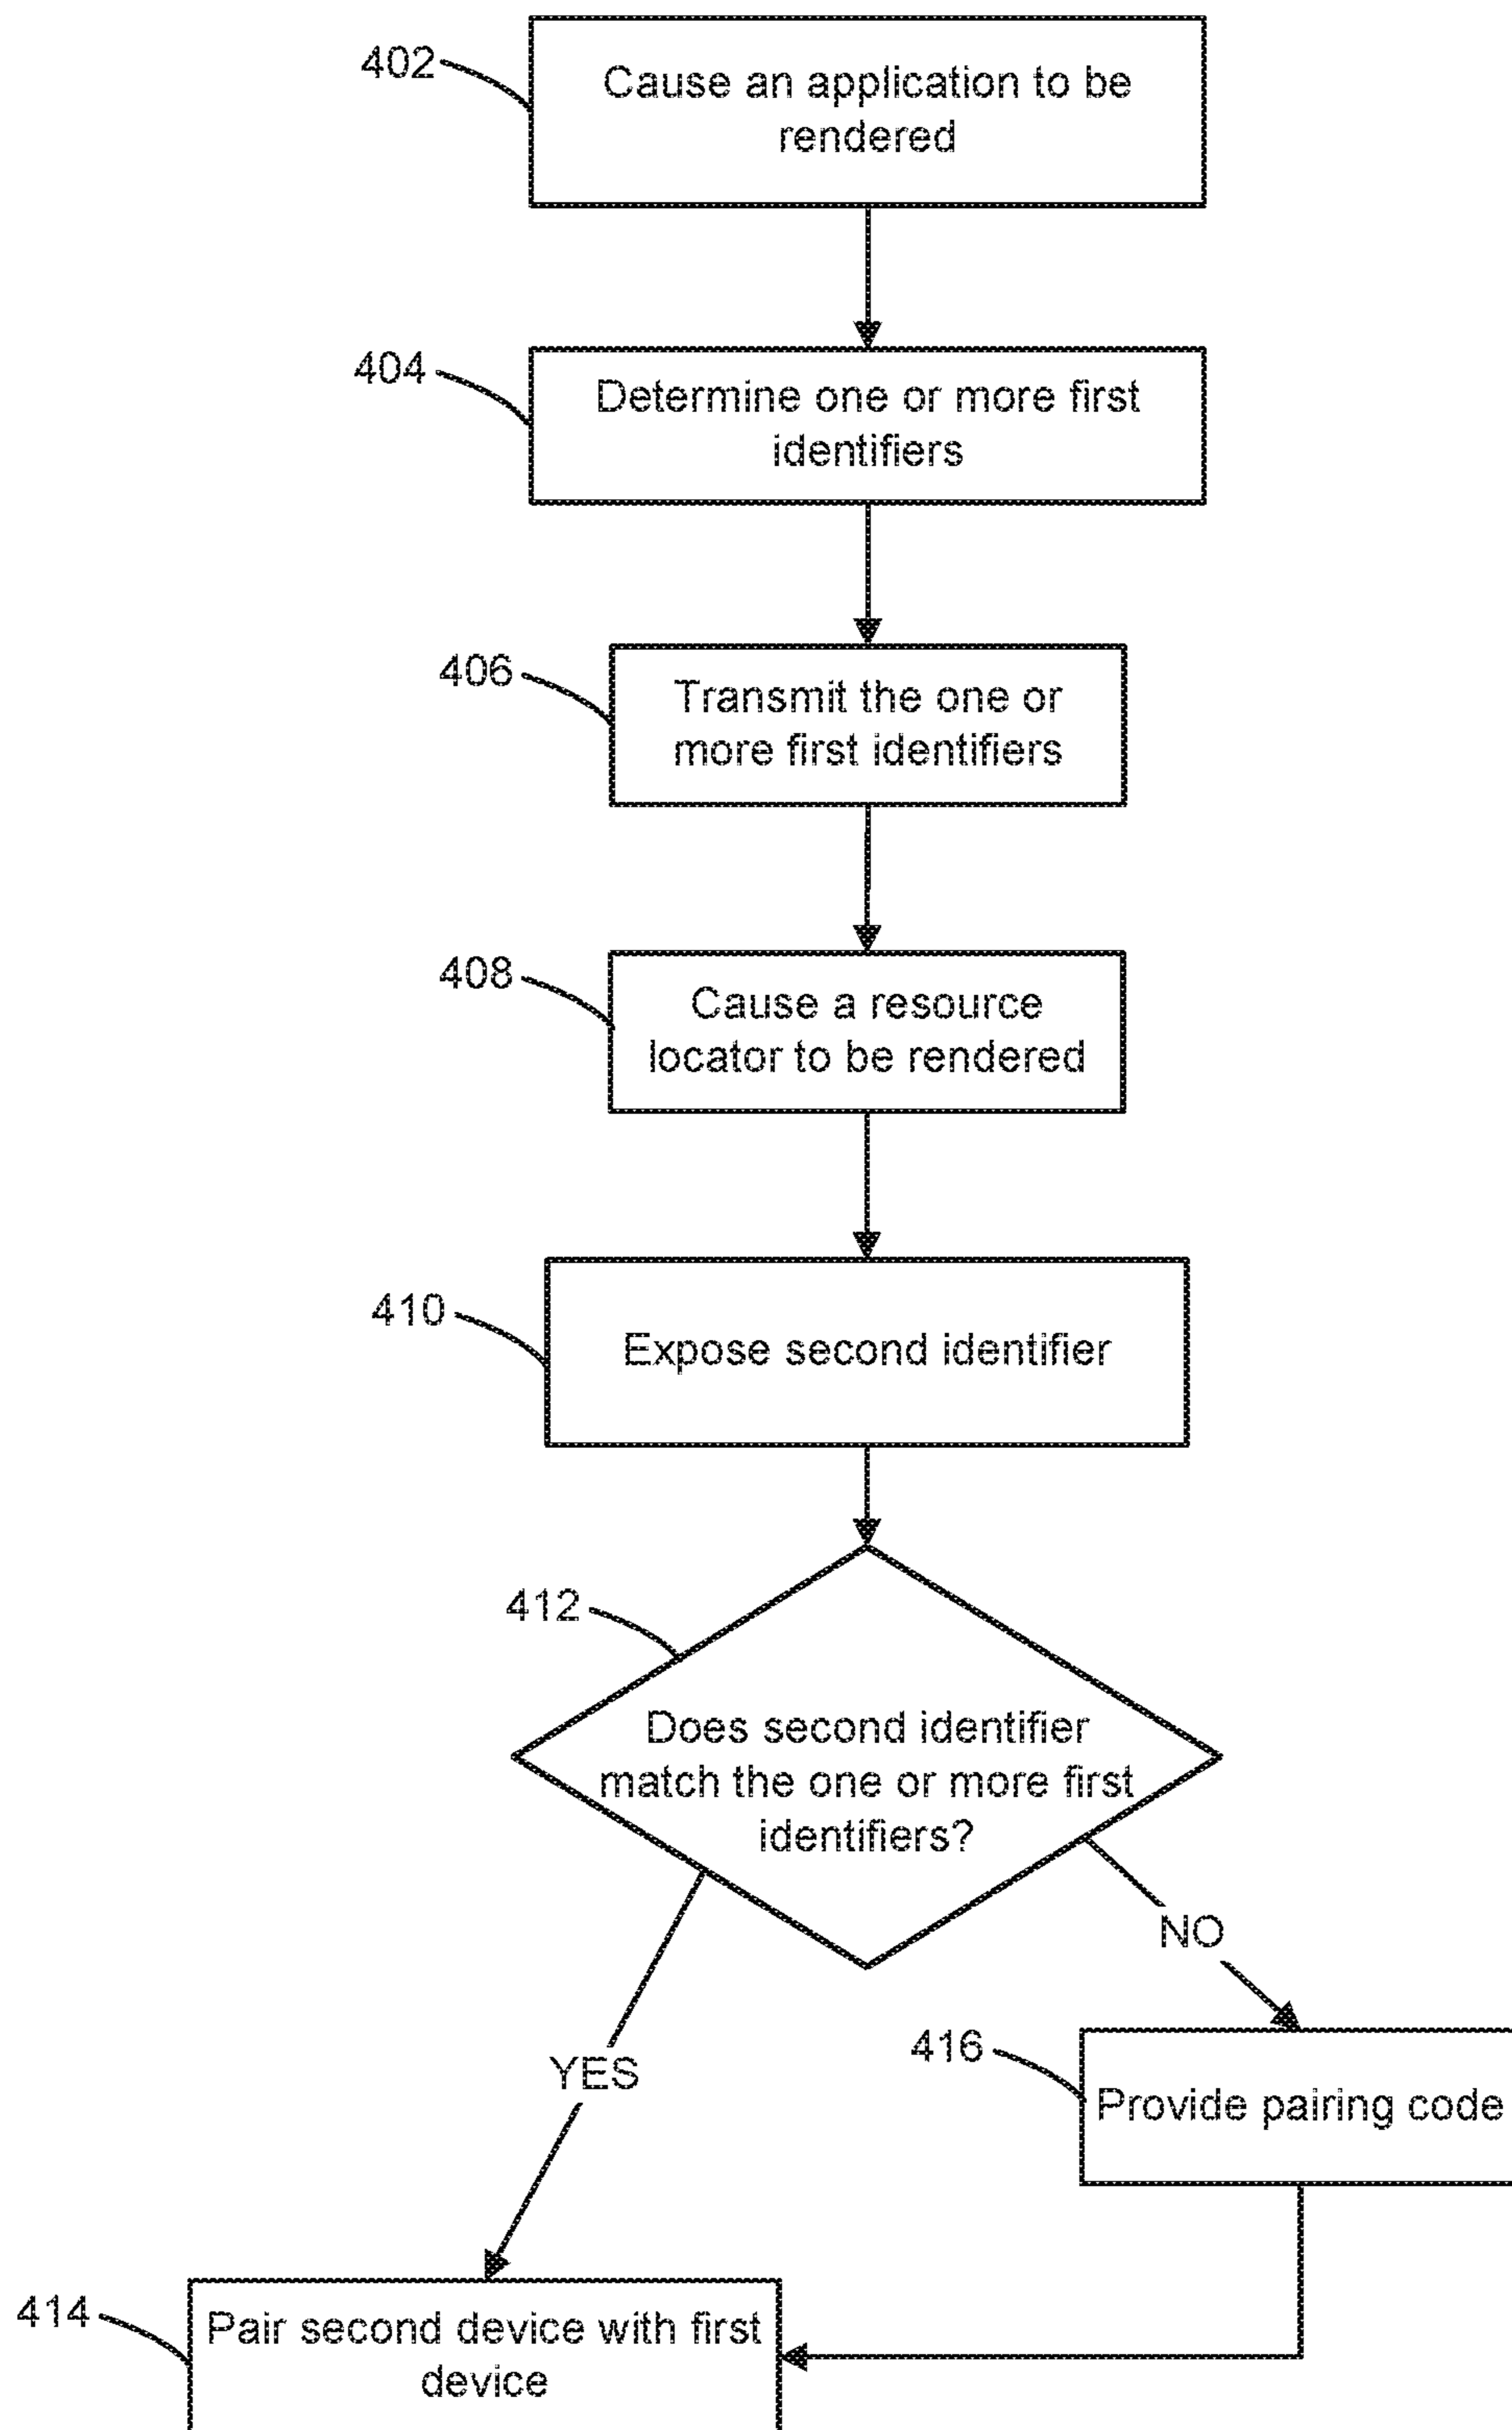 402
Cause an application to be
rendered
404
Determine one or more first
identifiers
406
Transmit the one or
more first identifiers
408
Cause a resource
locator to be rendered
410
Expose second identifier
412
Does second identifier
match the one or more first
identifiers?
YES
NO
416
Provide pairing code
414
Pair second device with first
device